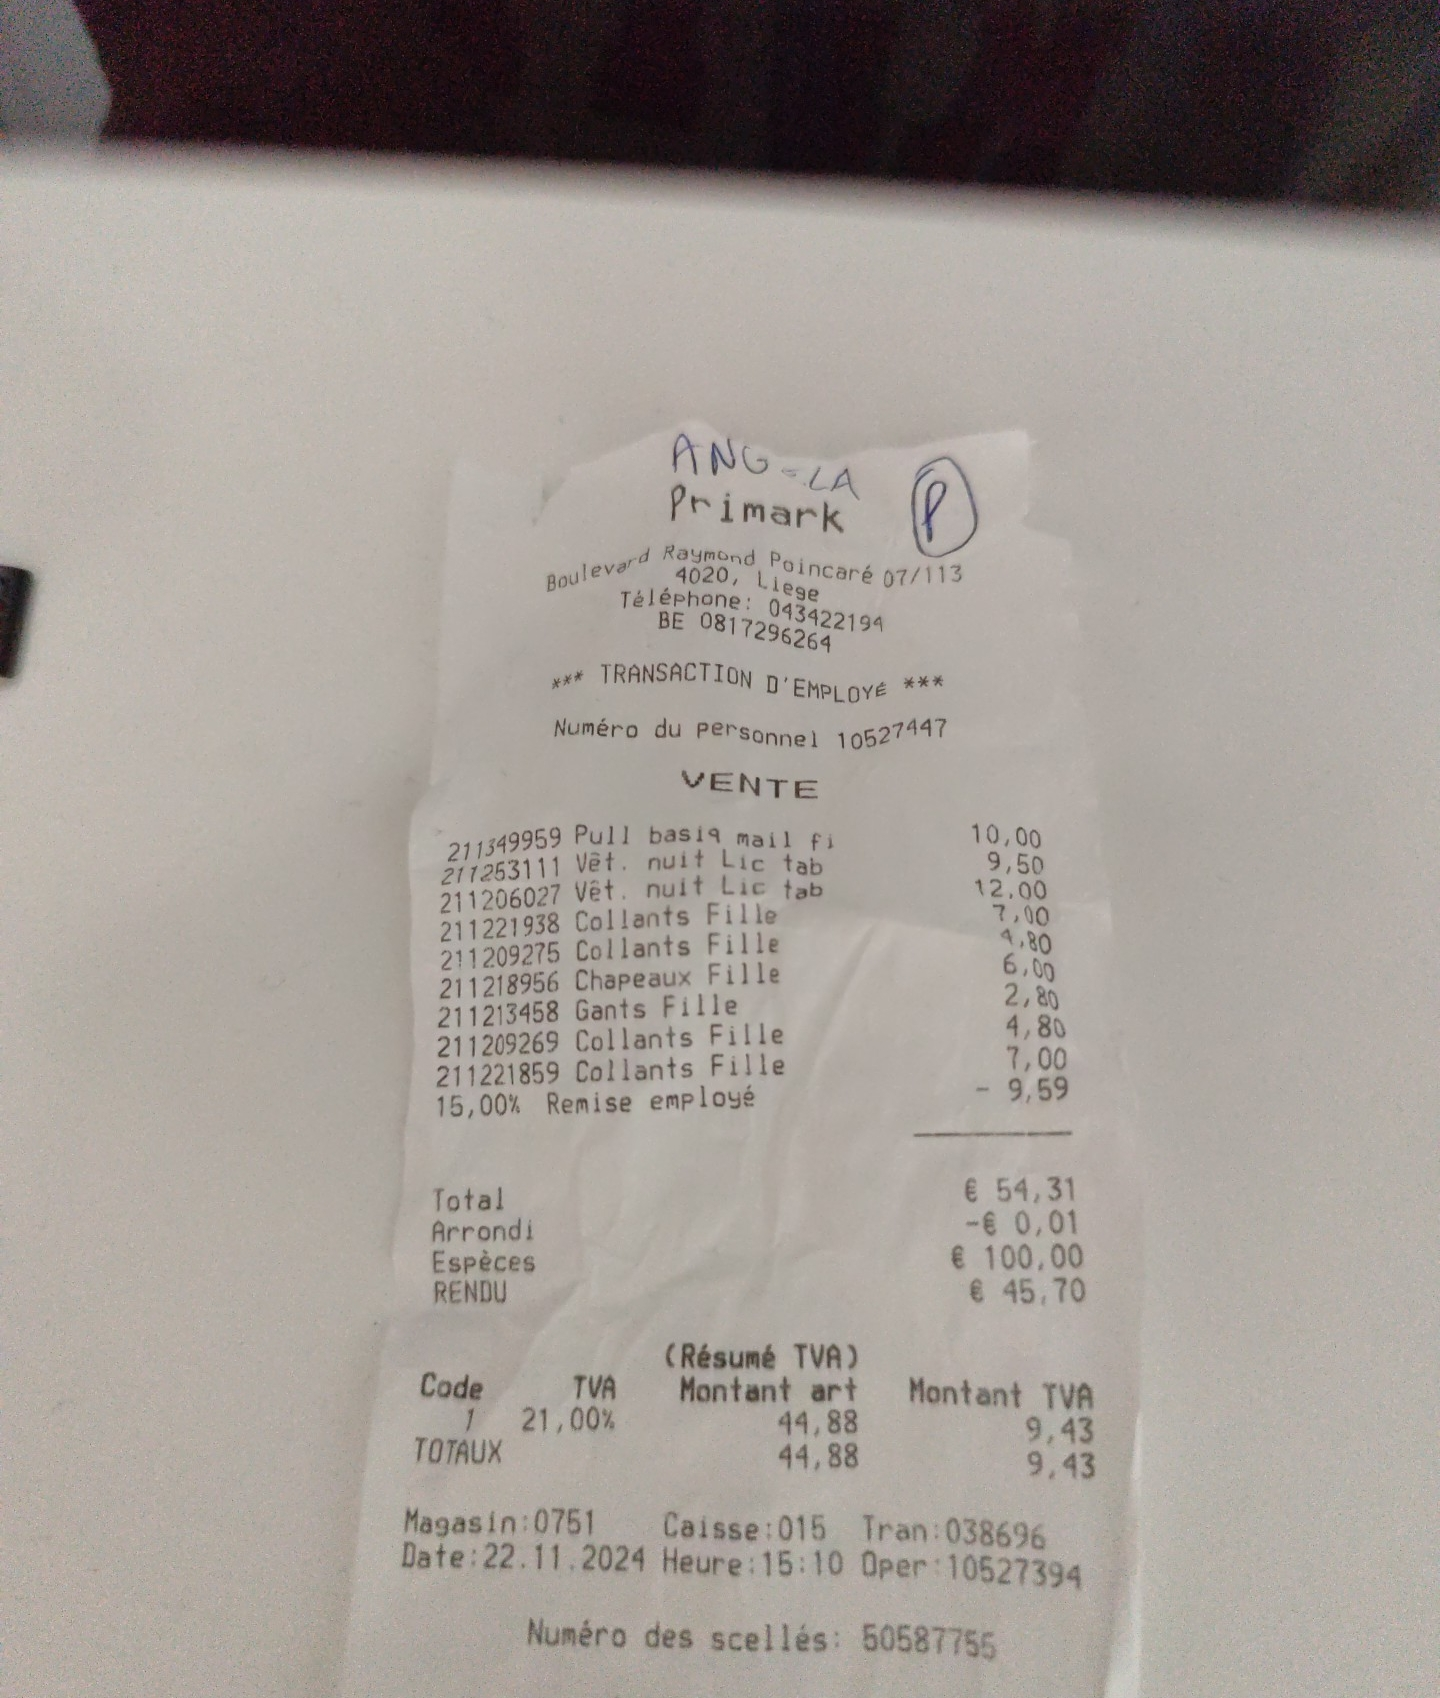 ANG-LA
Primark
P
Boulevard Raymond Poincaré 07/113
4020, Liege
Téléphone: 043422194
BE 0817296264
*** TRANSACTION D'EMPLOYÉ ***
Numéro du personnel 10527447
VENTE
211349959 Pull basiq mail fi 10,00
211253111 Vêt. nuit Lic tab 9,50
211206027 Vêt. nuit Lic tab 12,00
211221938 Collants Fille 7,00
211209275 Collants Fille 4,80
211218956 Chapeaux Fille 6,00
211213458 Gants Fille 2,80
211209269 Collants Fille 4,80
211221859 Collants Fille 7,00
15,00% Remise employé - 9,59
Total € 54,31
Arrondi -€ 0,01
Espèces € 100,00
RENDU € 45,70
(Résumé TVA)
Code TVA Montant art Montant TVA
1 21,00% 44,88 9,43
TOTAUX 44,88 9,43
Magasin:0751 Caisse:015 Tran:038696
Date:22.11.2024 Heure:15:10 Oper:10527394
Numéro des scellés: 50587755